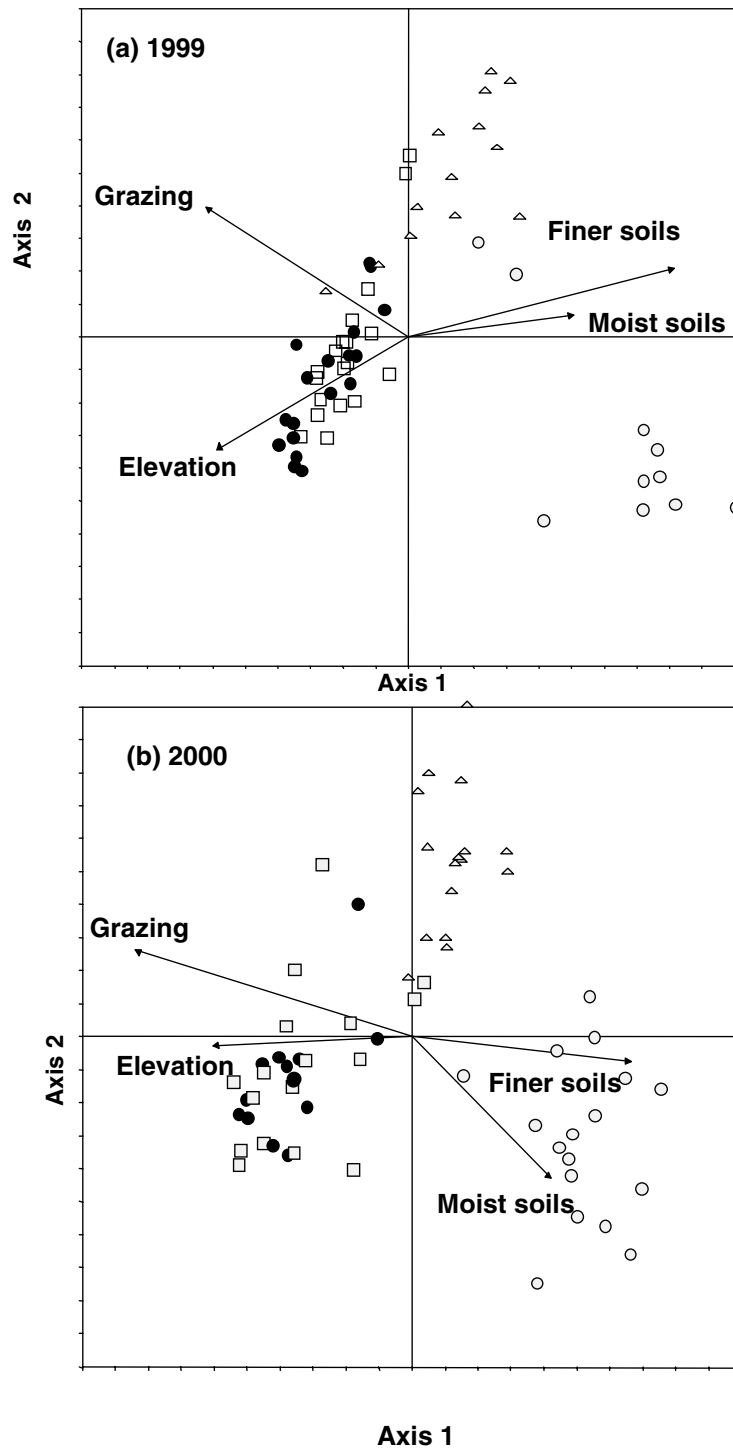 (a) 1999
Grazing
Axis 2
Finer soils
Moist soils
Elevation
Axis 1
(b) 2000
Grazing
Axis 2
Elevation
Finer soils
Moist soils
Axis 1